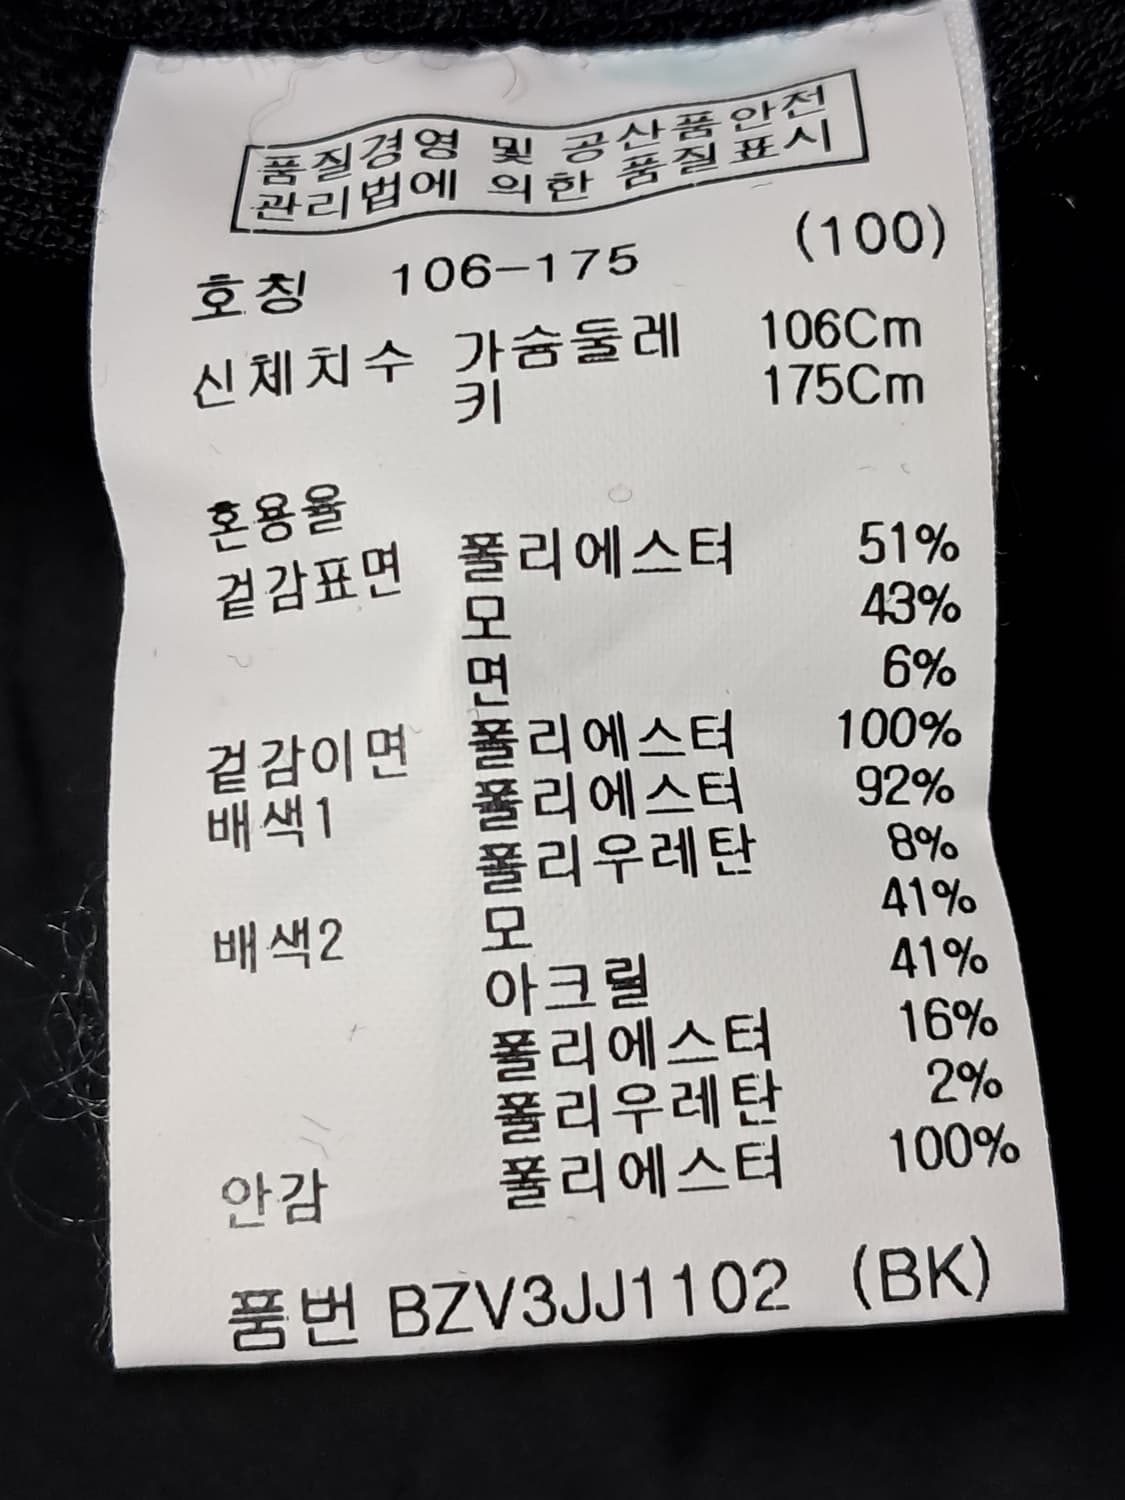 품질경영 및 공산품안전
관리법에 의한 품질표시
호칭 106-175 (100)
신체치수 가슴둘레 106Cm
키 175Cm
혼용율
겉감표면 폴리에스터 51%
모 43%
면 6%
겉감이면 폴리에스터 100%
배색1 폴리에스터 92%
폴리우레탄 8%
배색2 모 41%
아크릴 41%
폴리에스터 16%
폴리우레탄 2%
안감 폴리에스터 100%
품번 BZV3JJ1102 (BK)